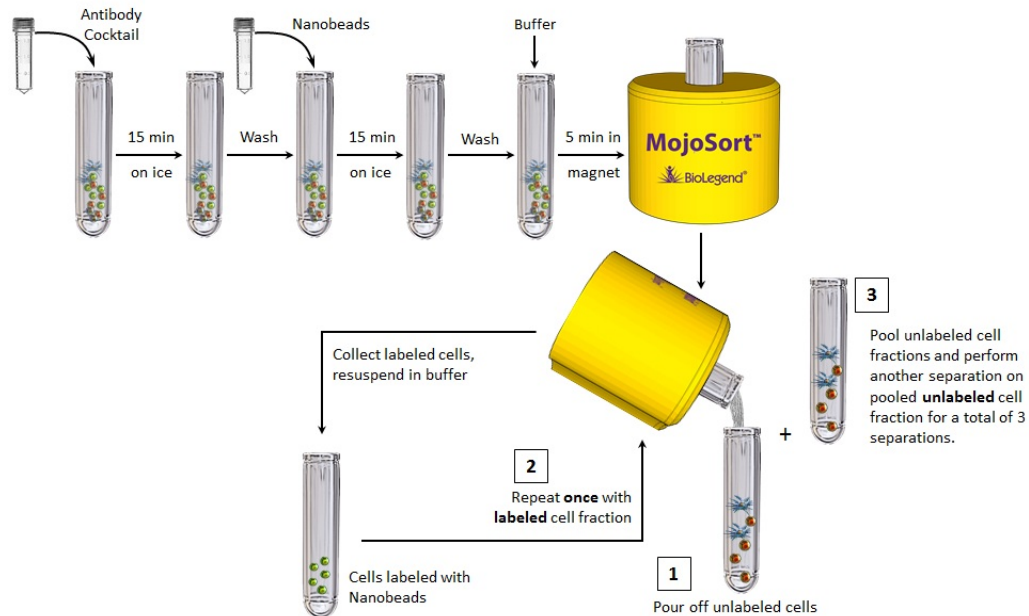 Antibody
Cocktail
Nanobeads
Buffer
15 min
on ice
Wash
15 min
on ice
Wash
5 min in
magnet
MojoSort™
BioLegend®
3
Pool unlabeled cell
fractions and perform
another separation on
pooled unlabeled cell
fraction for a total of 3
separations.
+
Collect labeled cells,
resuspend in buffer
2
Repeat once with
labeled cell fraction
Cells labeled with
Nanobeads
1
Pour off unlabeled cells